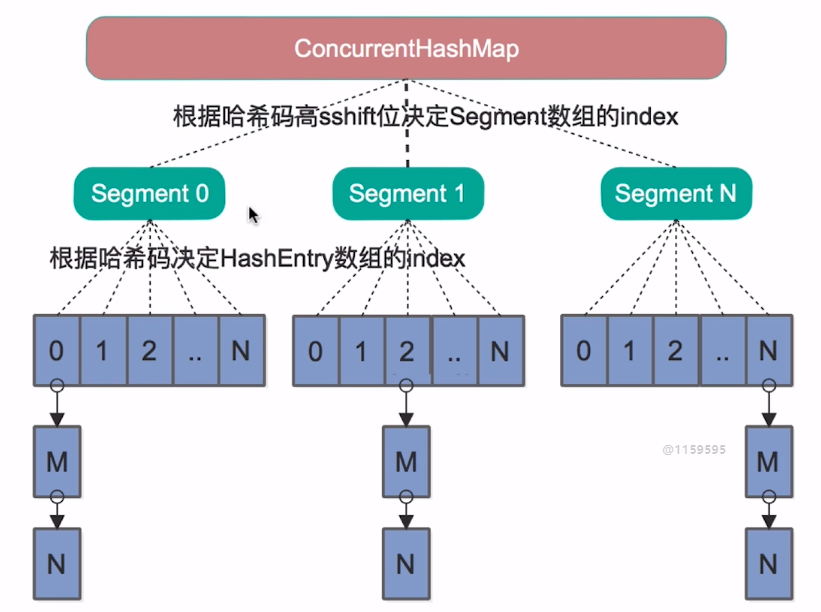 ConcurrentHashMap
根据哈希码高sshift位决定Segment数组的index
Segment 0
Segment 1
Segment N
根据哈希码决定HashEntry数组的index
0 1 2 .. N
0 1 2 .. N
0 1 2 .. N
M
M
M
@1159595
N
N
N